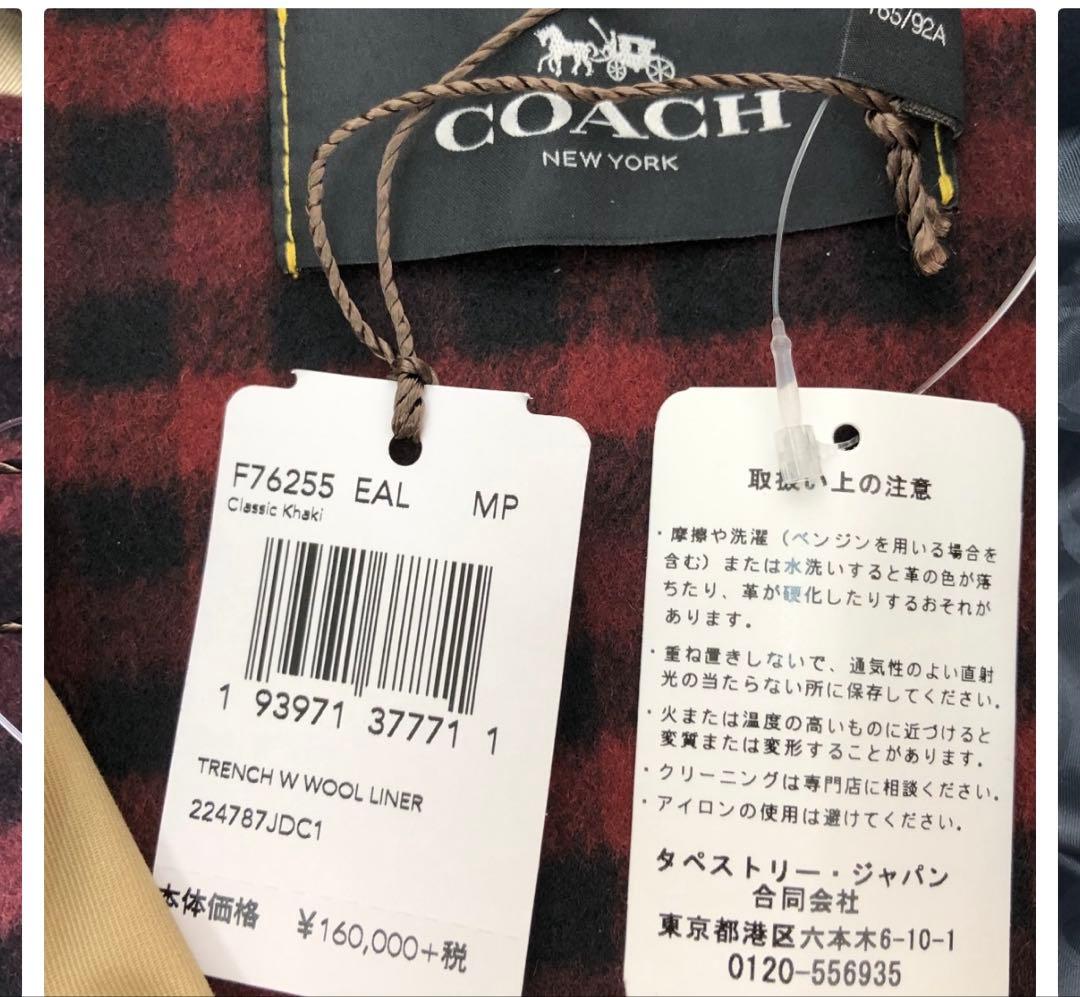 165/92A
COACH
NEW YORK
F76255 EAL MP
Classic Khaki
1 93971 37771 1
TRENCH W WOOL LINER
224787JDC1
本体価格 ¥160,000+税
取扱い上の注意
・摩擦や洗濯（ベンジンを用いる場合を
含む）または水洗いすると革の色が落
ちたり、革が硬化したりするおそれが
あります。
・重ね置きしないで、通気性のよい直射
光の当たらない所に保存してください。
・火または温度の高いものに近づけると
変質または変形することがあります。
・クリーニングは専門店に相談ください。
・アイロンの使用は避けてください。
タペストリー・ジャパン
合同会社
東京都港区六本木6-10-1
0120-556935